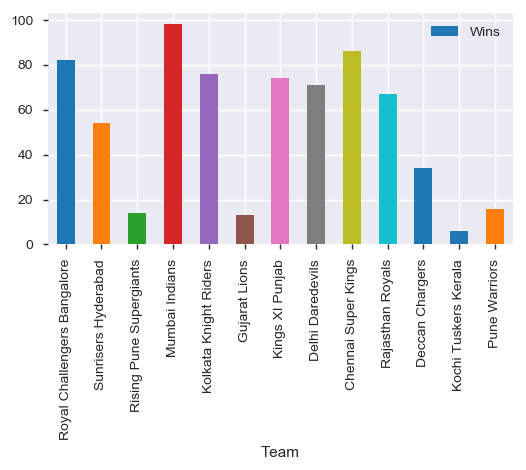 100
80
60
40
20
0
Wins
Royal Challengers Bangalore
Sunrisers Hyderabad
Rising Pune Supergiants
Mumbai Indians
Kolkata Knight Riders
Gujarat Lions
Kings XI Punjab
Delhi Daredevils
Chennai Super Kings
Rajasthan Royals
Deccan Chargers
Kochi Tuskers Kerala
Pune Warriors
Team